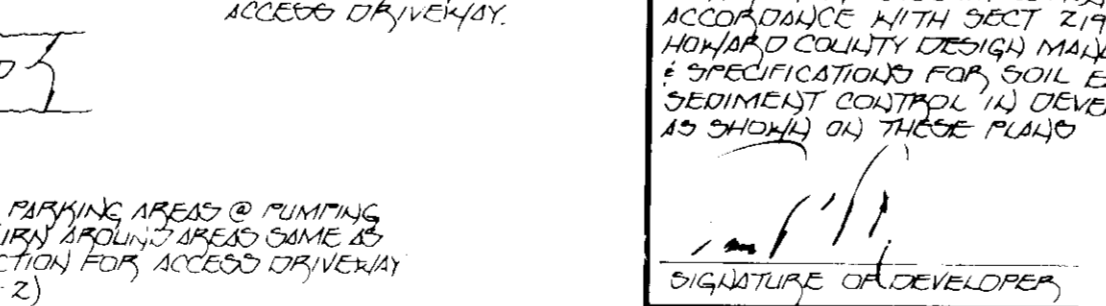 ACCESS DRIVEWAY.
PARKING AREAS @ PUMPING
TURN AROUND AREAS SAME AS
FOR ACCESS DRIVEWAY
2)
ACCORDANCE WITH SECT 219
HOWARD COUNTY DESIGN
& SPECIFICATIONS FOR SOIL
SEDIMENT CONTROL IN
AS SHOWN ON THESE PLANS
SIGNATURE OF DEVELOPER